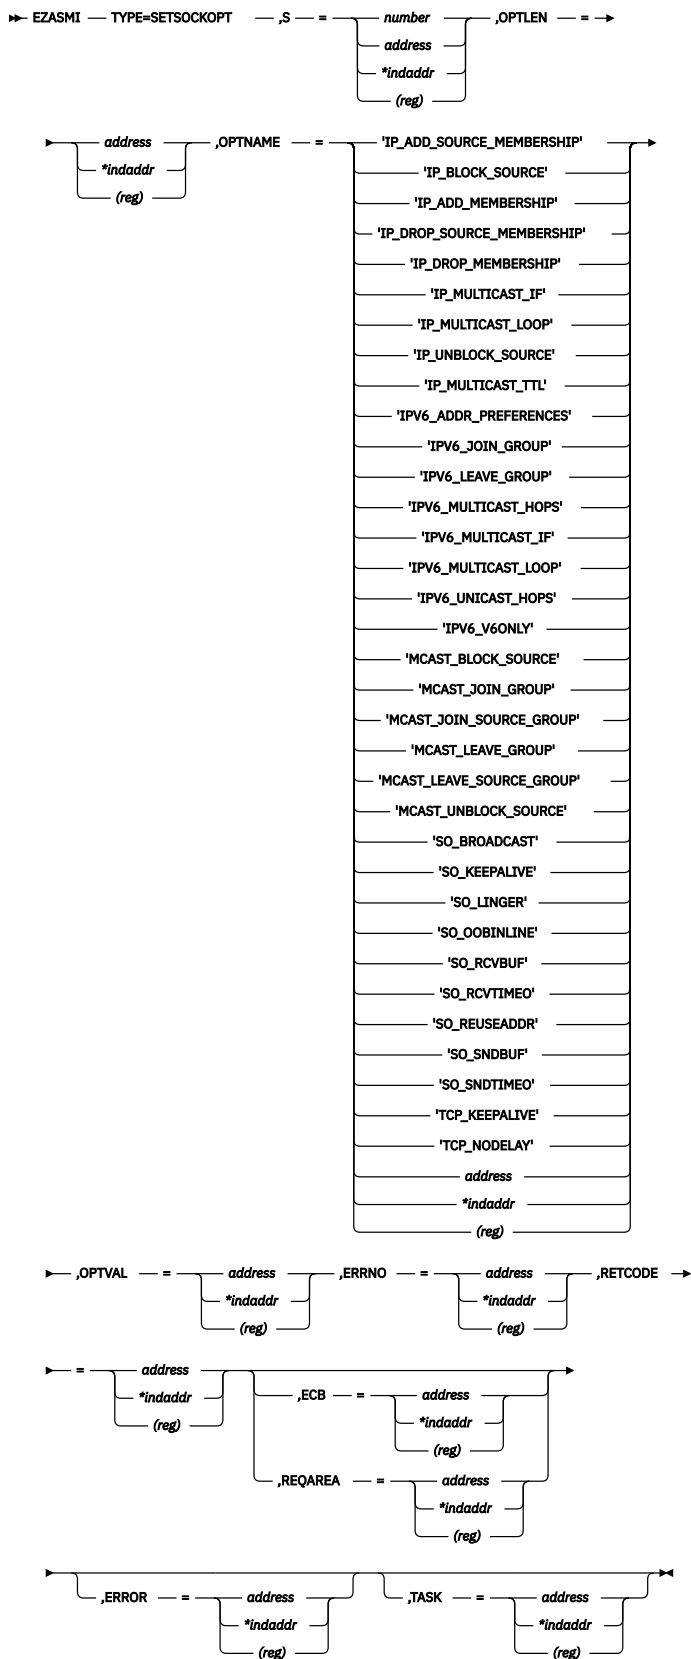 EZASMI TYPE=SETSOCKOPT ,S = number ,OPTLEN =
address
*indaddr
(reg)
address ,OPTNAME = 'IP_ADD_SOURCE_MEMBERSHIP'
*indaddr 'IP_BLOCK_SOURCE'
(reg) 'IP_ADD_MEMBERSHIP'
'IP_DROP_SOURCE_MEMBERSHIP'
'IP_DROP_MEMBERSHIP'
'IP_MULTICAST_IF'
'IP_MULTICAST_LOOP'
'IP_UNBLOCK_SOURCE'
'IP_MULTICAST_TTL'
'IPV6_ADDR_PREFERENCES'
'IPV6_JOIN_GROUP'
'IPV6_LEAVE_GROUP'
'IPV6_MULTICAST_HOPS'
'IPV6_MULTICAST_IF'
'IPV6_MULTICAST_LOOP'
'IPV6_UNICAST_HOPS'
'IPV6_V6ONLY'
'MCAST_BLOCK_SOURCE'
'MCAST_JOIN_GROUP'
'MCAST_JOIN_SOURCE_GROUP'
'MCAST_LEAVE_GROUP'
'MCAST_LEAVE_SOURCE_GROUP'
'MCAST_UNBLOCK_SOURCE'
'SO_BROADCAST'
'SO_KEEPALIVE'
'SO_LINGER'
'SO_OOBINLINE'
'SO_RCVBUF'
'SO_RCVTIMEO'
'SO_REUSEADDR'
'SO_SNDBUF'
'SO_SNDTIMEO'
'TCP_KEEPALIVE'
'TCP_NODELAY'
address
*indaddr
(reg)
,OPTVAL = address ,ERRNO = address ,RETCODE
*indaddr *indaddr
(reg) (reg)
= address
*indaddr ,ECB = address
(reg) *indaddr
(reg)
,REQAREA = address
*indaddr
(reg)
,ERROR = address ,TASK = address
*indaddr *indaddr
(reg) (reg)